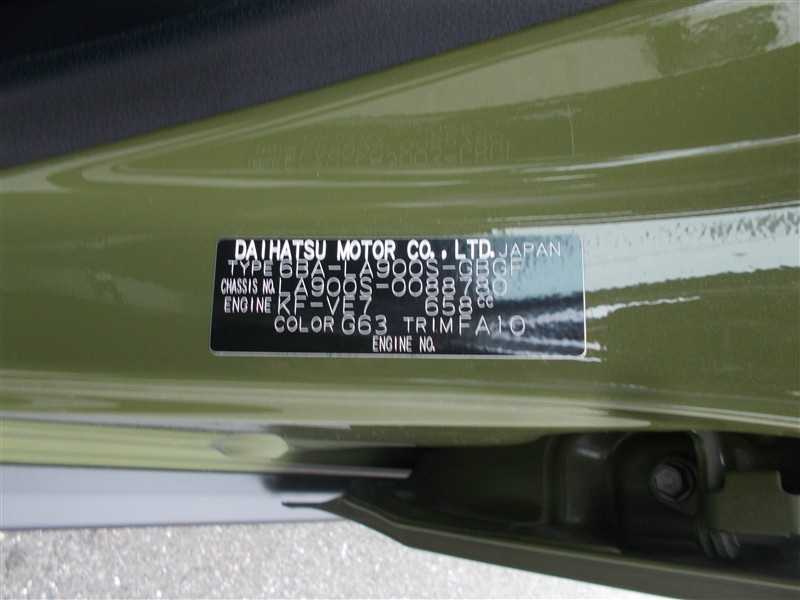 DAIHATSU MOTOR CO., LTD. JAPAN
TYPE 6BA-LA900S-GBGF
CHASSIS NO. LA900S-0088780
ENGINE KF-VE7 658cc
COLOR G63 TRIM FA10
ENGINE NO.